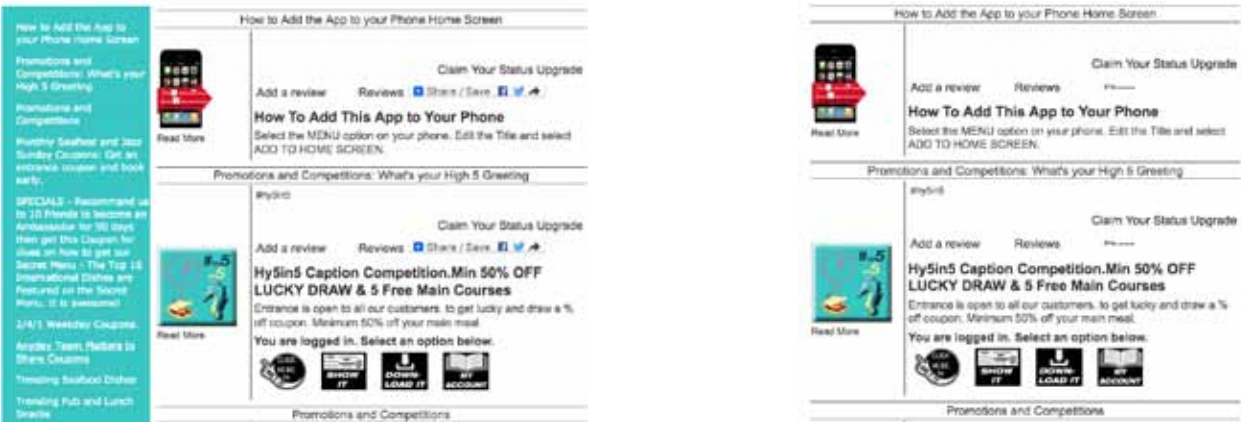 How to Add the App to
your Phone Home Screen
Promotions and
Competitions: What's your
High 5 Greeting
Promotions and
Competitions
Monthly Seafood and Jazz
Sunday Coupons: Get an
entrance coupon and book
early.
SPECIALS - Recommend us
to 10 friends to become an
Ambassador for 90 days
then get this Coupon for
clues on how to get our
Secret Menu - The Top 10
International Dishes are
Featured on the Secret
Menu. It is awesome!
2/4/1 Weekday Coupons.
Anydex Team Matters to
Share Coupons
Trending Seafood Dishes
Trending Pub and Lunch
Snacks
How to Add the App to your Phone Home Screen
Claim Your Status Upgrade
Add a review Reviews Share / Save
How To Add This App to Your Phone
Select the MENU option on your phone. Edit the Title and select
ADD TO HOME SCREEN.
Read More
Promotions and Competitions: What's your High 5 Greeting
#hy5in5
Claim Your Status Upgrade
Add a review Reviews Share / Save
Hy5in5 Caption Competition.Min 50% OFF
LUCKY DRAW & 5 Free Main Courses
Entrance is open to all our customers. to get lucky and draw a %
off coupon. Minimum 50% off your main meal.
Read More
You are logged in. Select an option below.
SHOW IT
DOWN-LOAD IT
MY ACCOUNT
Promotions and Competitions
How to Add the App to your Phone Home Screen
Claim Your Status Upgrade
Add a review Reviews
How To Add This App to Your Phone
Select the MENU option on your phone. Edit the Title and select
ADD TO HOME SCREEN.
Read More
Promotions and Competitions: What's your High 5 Greeting
#hy5in5
Claim Your Status Upgrade
Add a review Reviews
Hy5in5 Caption Competition.Min 50% OFF
LUCKY DRAW & 5 Free Main Courses
Entrance is open to all our customers. to get lucky and draw a %
off coupon. Minimum 50% off your main meal.
Read More
You are logged in. Select an option below.
SHOW IT
DOWN-LOAD IT
MY ACCOUNT
Promotions and Competitions